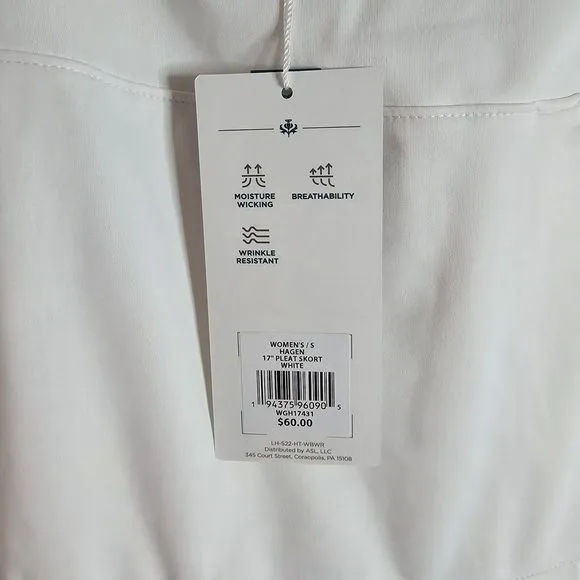 MOISTURE
WICKING
BREATHABILITY
WRINKLE
RESISTANT
WOMEN'S / S
HAGEN
17" PLEAT SKORT
WHITE
1 94375 96090 5
WGH17431
$60.00
LH-S22-HT-WBWR
Distributed by ASL, LLC
345 Court Street, Coraopolis, PA 15108